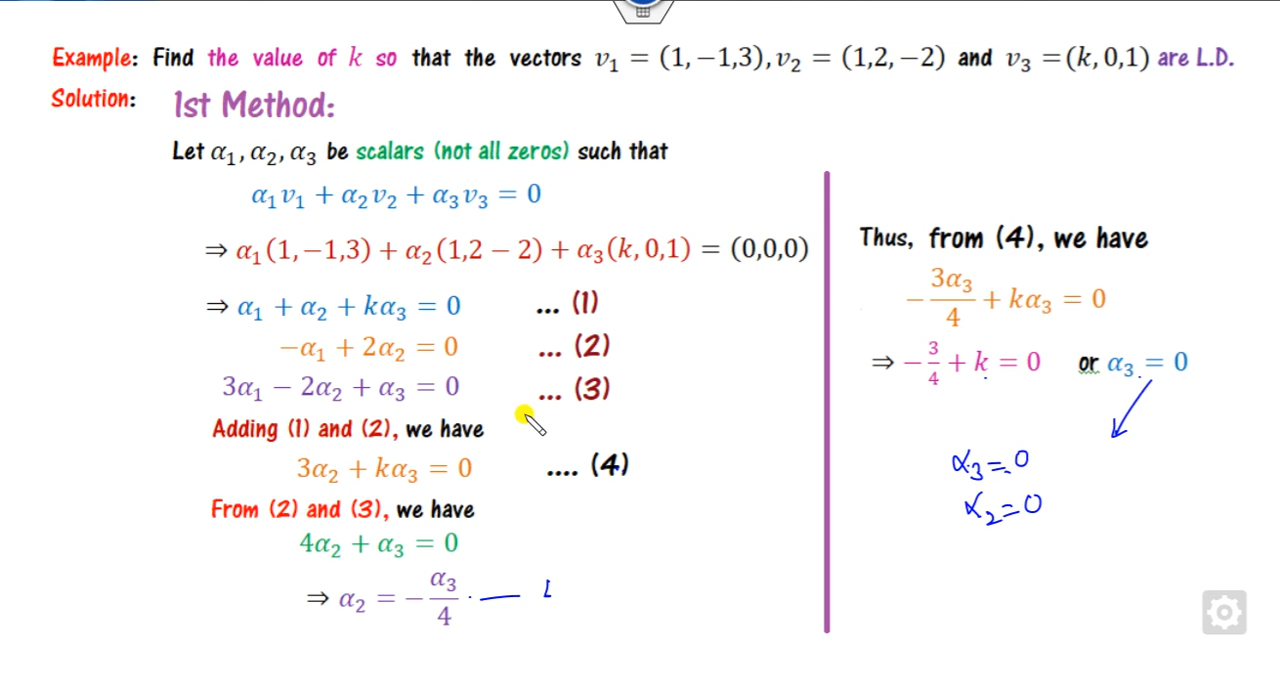 Example: Find the value of k so that the vectors v₁ = (1, −1,3), v₂ = (1,2, −2) and v₃ =(k, 0,1) are L.D.
Solution: 1st Method:
Let α₁, α₂, α₃ be scalars (not all zeros) such that
α₁v₁ + α₂v₂ + α₃v₃ = 0
⇒ α₁(1, −1,3) + α₂(1,2 − 2) + α₃(k, 0,1) = (0,0,0)
⇒ α₁ + α₂ + kα₃ = 0 ... (1)
−α₁ + 2α₂ = 0 ... (2)
3α₁ − 2α₂ + α₃ = 0 ... (3)
Adding (1) and (2), we have
3α₂ + kα₃ = 0 .... (4)
From (2) and (3), we have
4α₂ + α₃ = 0
⇒ α₂ = − α₃/4 . —
Thus, from (4), we have
− 3α₃/4 + kα₃ = 0
⇒ − 3/4 + k = 0 or α₃ = 0
α₃ = 0
α₂ = 0